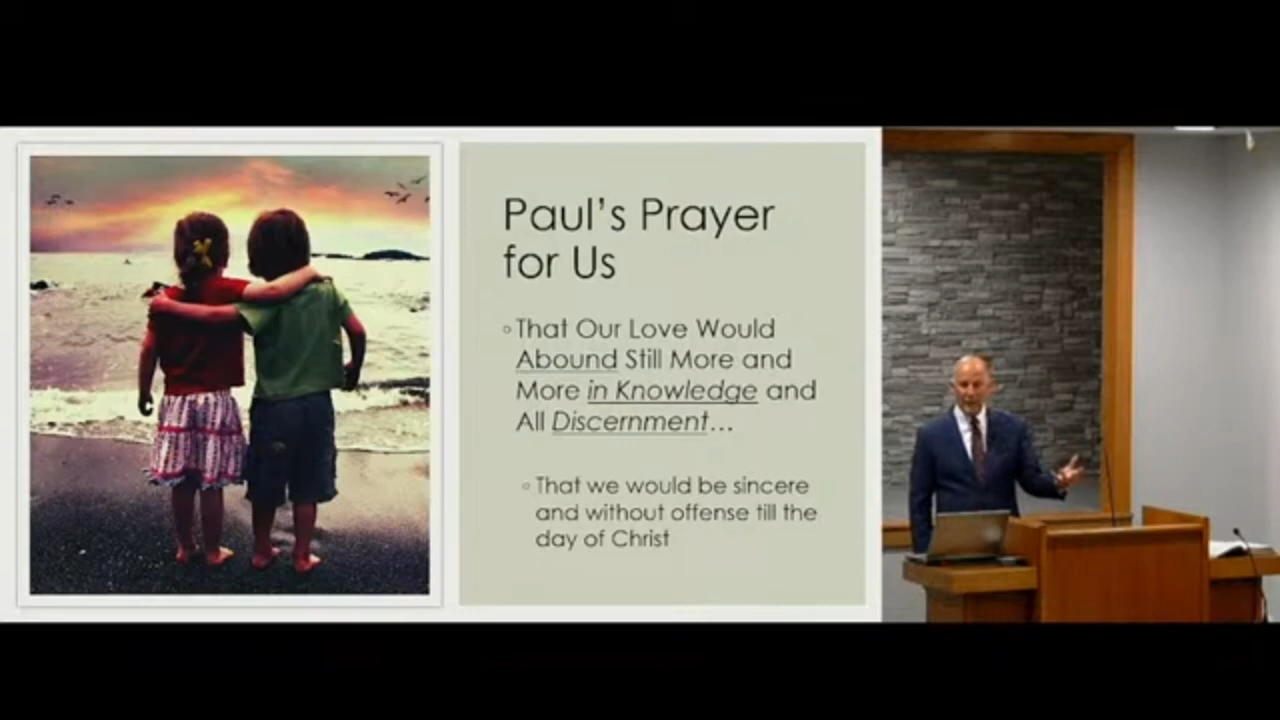 Paul's Prayer
for Us
◦ That Our Love Would
Abound Still More and
More in Knowledge and
All Discernment...
◦ That we would be sincere
and without offense till the
day of Christ